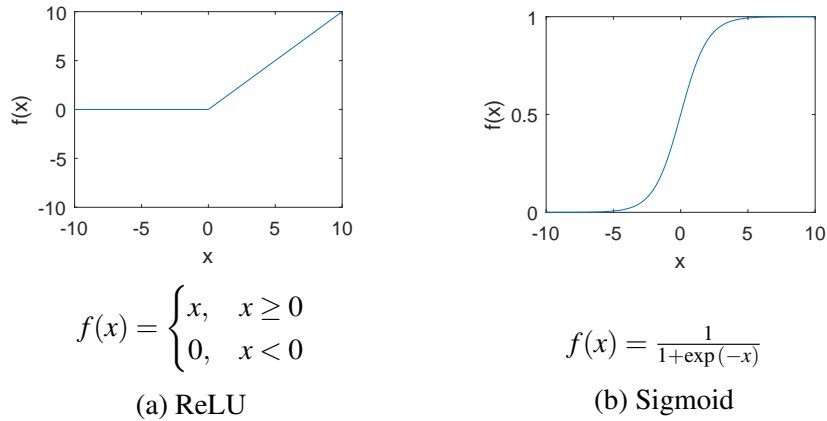 10
5
0
-5
-10
f(x)
-10 -5 0 5 10
x
f(x) = {x, x ≥ 0
0, x < 0
(a) ReLU
1
0.5
0
f(x)
-10 -5 0 5 10
x
f(x) = 1/(1+exp(−x))
(b) Sigmoid